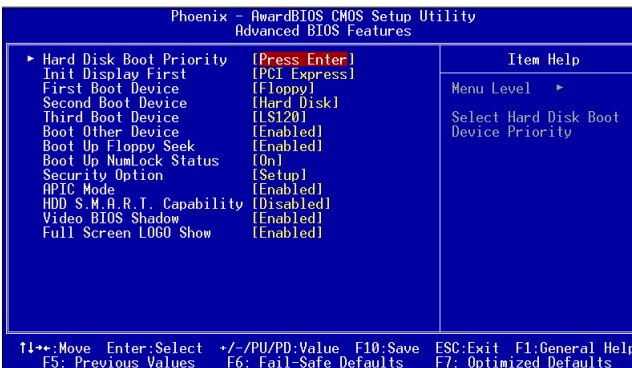 Phoenix - AwardBIOS CMOS Setup Utility
Advanced BIOS Features
► Hard Disk Boot Priority [Press Enter]
Init Display First [PCI Express]
First Boot Device [Floppy]
Second Boot Device [Hard Disk]
Third Boot Device [LS120]
Boot Other Device [Enabled]
Boot Up Floppy Seek [Enabled]
Boot Up NumLock Status [On]
Security Option [Setup]
APIC Mode [Enabled]
HDD S.M.A.R.T. Capability [Disabled]
Video BIOS Shadow [Enabled]
Full Screen LOGO Show [Enabled]
Item Help
Menu Level ►
Select Hard Disk Boot
Device Priority
↑↓→←:Move Enter:Select +/-/PU/PD:Value F10:Save ESC:Exit F1:General Help
F5: Previous Values F6: Fail-Safe Defaults F7: Optimized Defaults